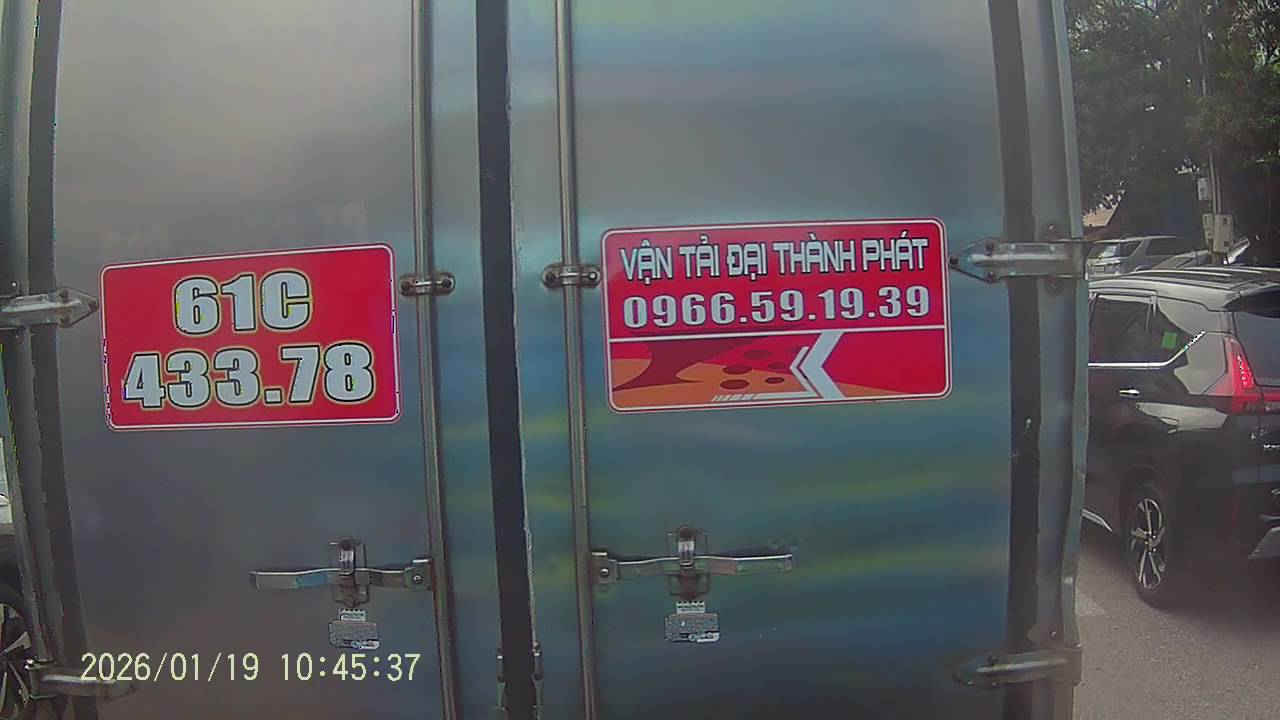 61C
433.78
VẬN TẢI ĐẠI THÀNH PHÁT
0966.59.19.39
2026/01/19 10:45:37